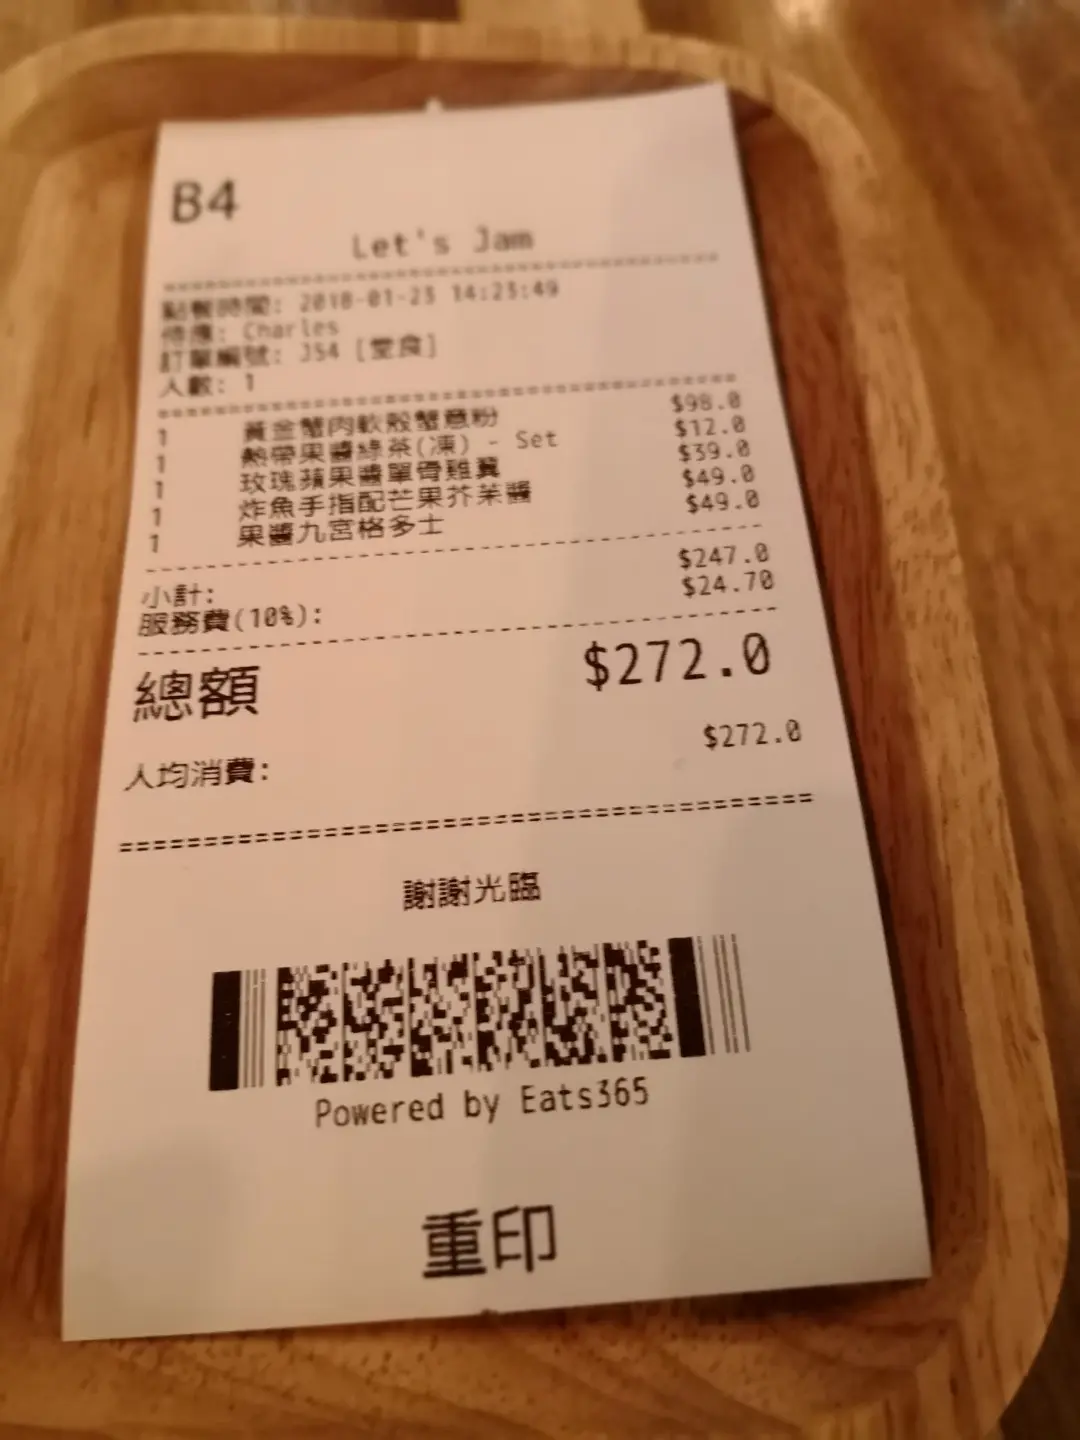 B4
Let's Jam
點餐時間: 2018-01-23 14:23:49
侍應: Charles
訂單編號: J54 [堂食]
人數: 1
1 黃金蟹肉軟殼蟹意粉 $98.0
1 熱帶果醬綠茶(凍) - Set $12.0
1 玫瑰蘋果醬單骨雞翼 $39.0
1 炸魚手指配芒果芥茉醬 $49.0
1 果醬九宮格多士 $49.0
小計: $247.0
服務費(10%): $24.70
總額 $272.0
人均消費: $272.0
謝謝光臨
Powered by Eats365
重印